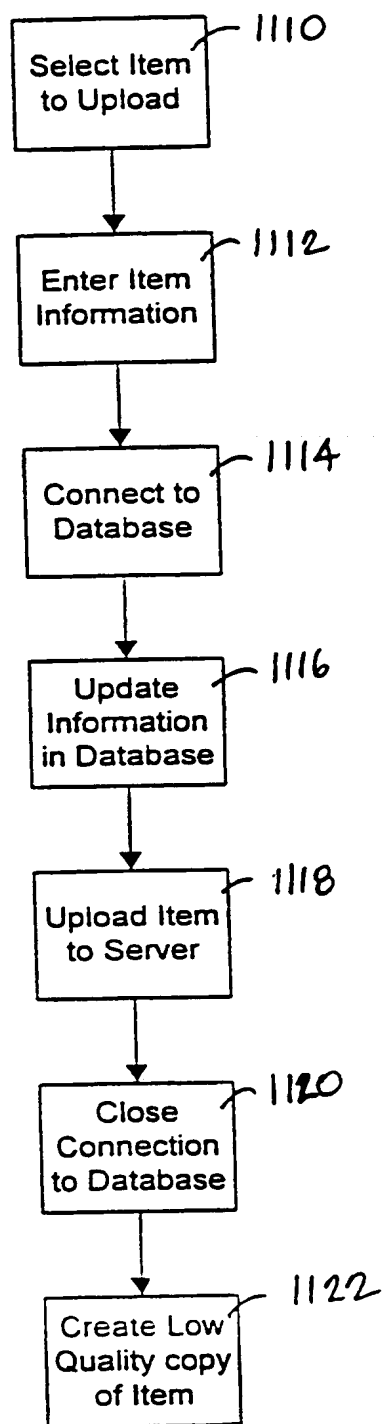 1110
Select Item
to Upload
1112
Enter Item
Information
1114
Connect to
Database
1116
Update
Information
in Database
1118
Upload Item
to Server
1120
Close
Connection
to Database
1122
Create Low
Quality copy
of Item